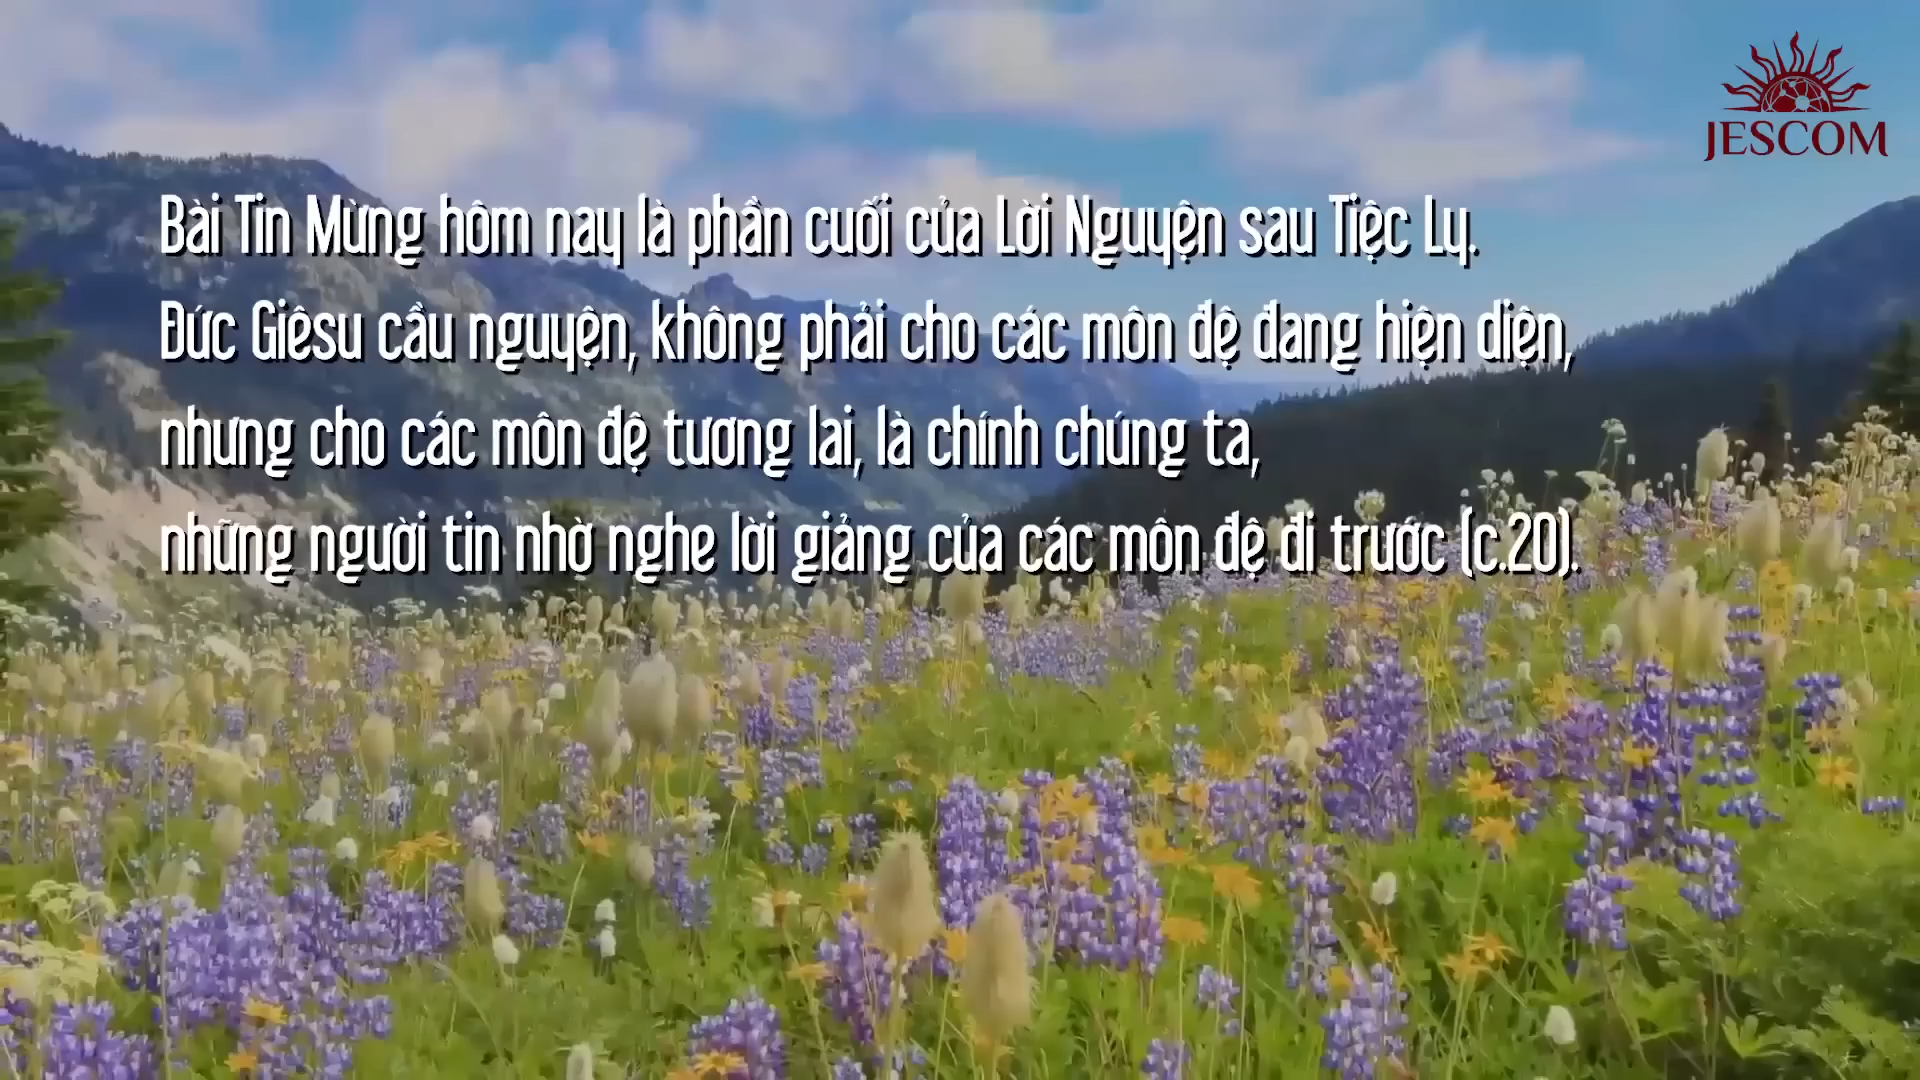 JESCOM
Bài Tin Mừng hôm nay là phần cuối của Lời Nguyện sau Tiệc Ly.
Đức Giêsu cầu nguyện, không phải cho các môn đệ đang hiện diện,
nhưng cho các môn đệ tương lai, là chính chúng ta,
những người tin nhờ nghe lời giảng của các môn đệ đi trước (c.20).